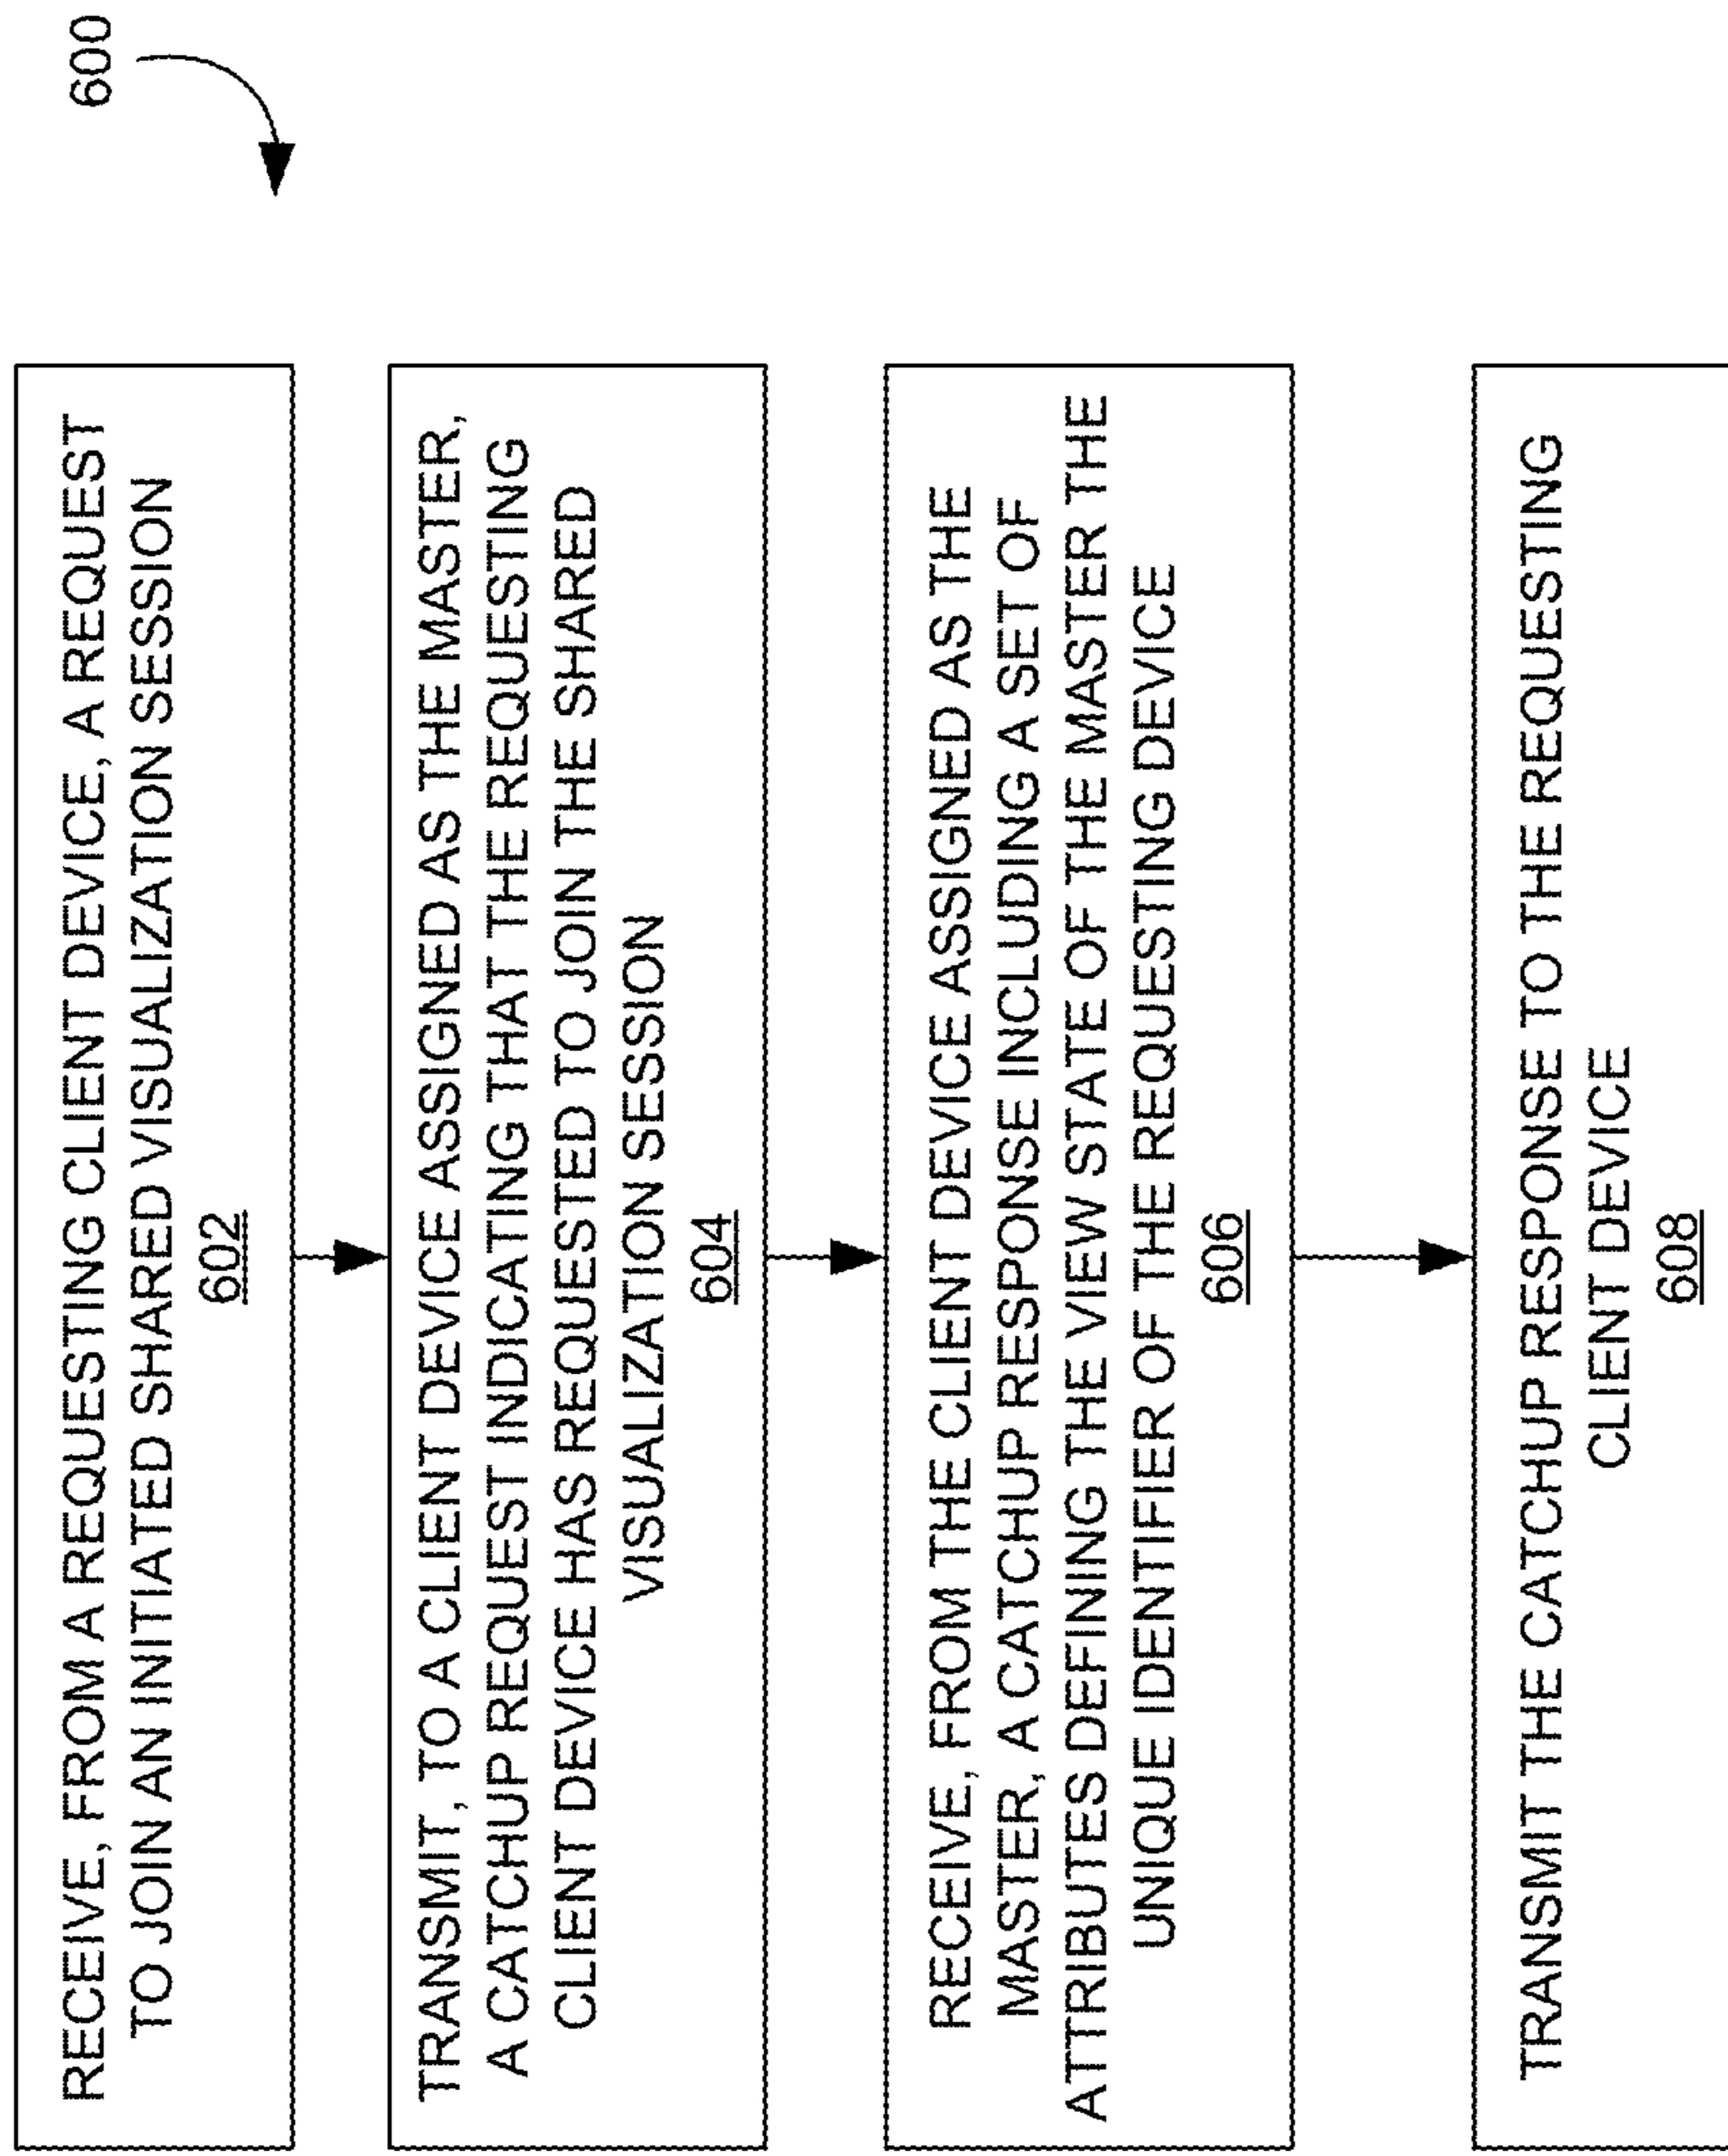 600
RECEIVE, FROM A REQUESTING CLIENT DEVICE, A REQUEST
TO JOIN AN INITIATED SHARED VISUALIZATION SESSION
602
TRANSMIT, TO A CLIENT DEVICE ASSIGNED AS THE MASTER,
A CATCHUP REQUEST INDICATING THAT THE REQUESTING
CLIENT DEVICE HAS REQUESTED TO JOIN THE SHARED
VISUALIZATION SESSION
604
RECEIVE, FROM THE CLIENT DEVICE ASSIGNED AS THE
MASTER, A CATCHUP RESPONSE INCLUDING A SET OF
ATTRIBUTES DEFINING THE VIEW STATE OF THE MASTER THE
UNIQUE IDENTIFIER OF THE REQUESTING DEVICE
606
TRANSMIT THE CATCHUP RESPONSE TO THE REQUESTING
CLIENT DEVICE
608